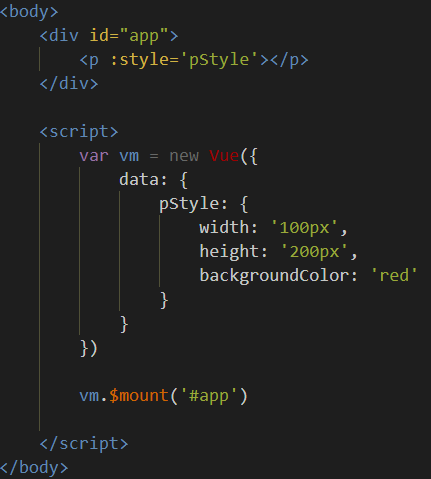 <body>
    <div id="app">
        <p :style='pStyle'></p>
    </div>

    <script>
        var vm = new Vue({
            data: {
                pStyle: {
                    width: '100px',
                    height: '200px',
                    backgroundColor: 'red'
                }
            }
        })

        vm.$mount('#app')

    </script>
</body>